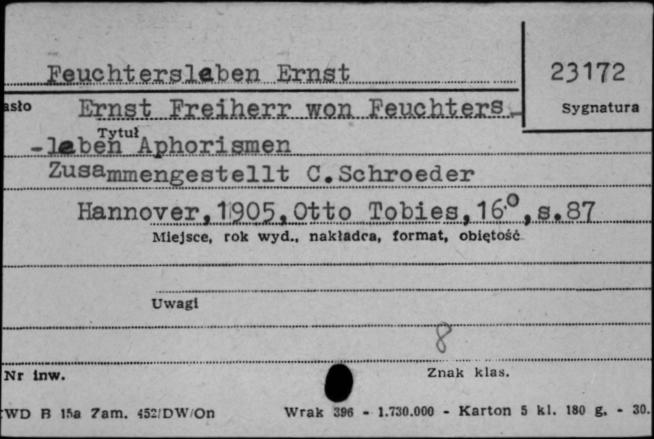 Feuchtersleben Ernst
23172
asło
Ernst Freiherr won Feuchters-
Sygnatura
Tytuł
-leben Aphorismen
Zusammengestellt C.Schroeder
Hannover,1905,Otto Tobies,16°,s.87
Miejsce, rok wyd., nakładca, format, objętość
Uwagi
8
Nr inw.
Znak klas.
WD B 15a Zam. 452/DW/On
Wrak 396 - 1.730.000 - Karton 5 kl. 180 g. - 30.